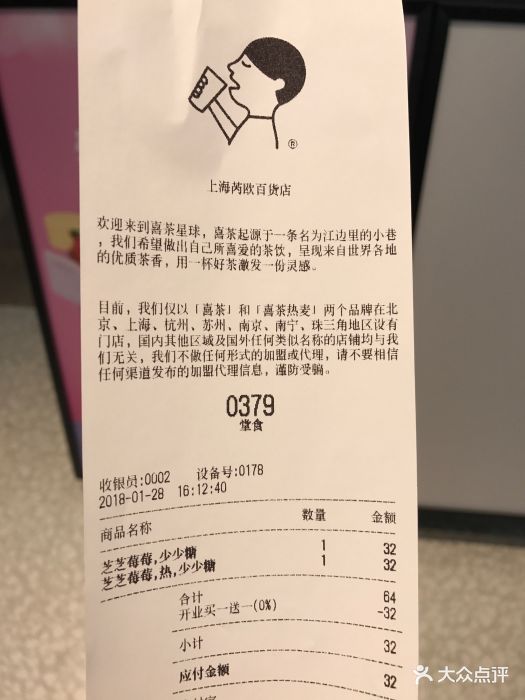 ®
上海芮欧百货店
欢迎来到喜茶星球，喜茶起源于一条名为江边里的小巷
，我们希望做出自己所喜爱的茶饮，呈现来自世界各地
的优质茶香，用一杯好茶激发一份灵感。
目前，我们仅以「喜茶」和「喜茶热麦」两个品牌在北
京、上海、杭州、苏州、南京、南宁、珠三角地区设有
门店，国内其他区域及国外任何类似名称的店铺均与我
们无关，我们不做任何形式的加盟或代理，请不要相信
任何渠道发布的加盟代理信息，谨防受骗。
0379
堂食
收银员:0002 设备号:0178
2018-01-28 16:12:40
商品名称 数量 金额
芝芝莓莓,少少糖 1 32
芝芝莓莓,热,少少糖 1 32
合计 64
开业买一送一(0%) -32
小计 32
应付金额 32
大众点评